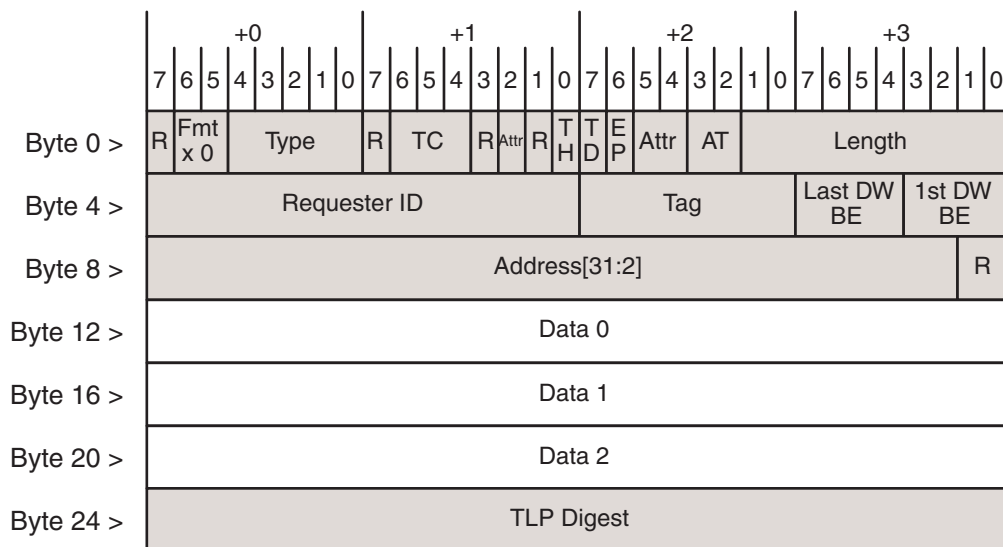 +0 +1 +2 +3
7 6 5 4 3 2 1 0 7 6 5 4 3 2 1 0 7 6 5 4 3 2 1 0 7 6 5 4 3 2 1 0
Byte 0 > R Fmt x 0 Type R TC R Attr R TH TD EP Attr AT Length
Byte 4 > Requester ID Tag Last DW BE 1st DW BE
Byte 8 > Address[31:2] R
Byte 12 > Data 0
Byte 16 > Data 1
Byte 20 > Data 2
Byte 24 > TLP Digest